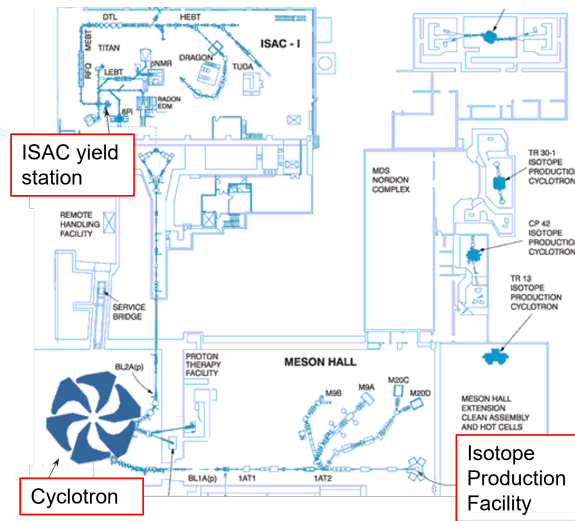 DTL
HEBT
ISAC - I
MEBT
TITAN
RFQ
LEBT
βNMR
DRAGON
TUDA
RADON
EDM
8PI
ISAC yield
station
TR 30-1
ISOTOPE
PRODUCTION
CYCLOTRON
MDS
NORDION
COMPLEX
CP 42
ISOTOPE
PRODUCTION
CYCLOTRON
REMOTE
HANDLING
FACILITY
TR 13
ISOTOPE
PRODUCTION
CYCLOTRON
SERVICE
BRIDGE
BL2A(p)
PROTON
THERAPY
FACILITY
MESON HALL
M9B
M9A
M20C
M20D
MESON HALL
EXTENSION
CLEAN ASSEMBLY
AND HOT CELLS
Cyclotron
BL1A(p)
1AT1
1AT2
Isotope
Production
Facility